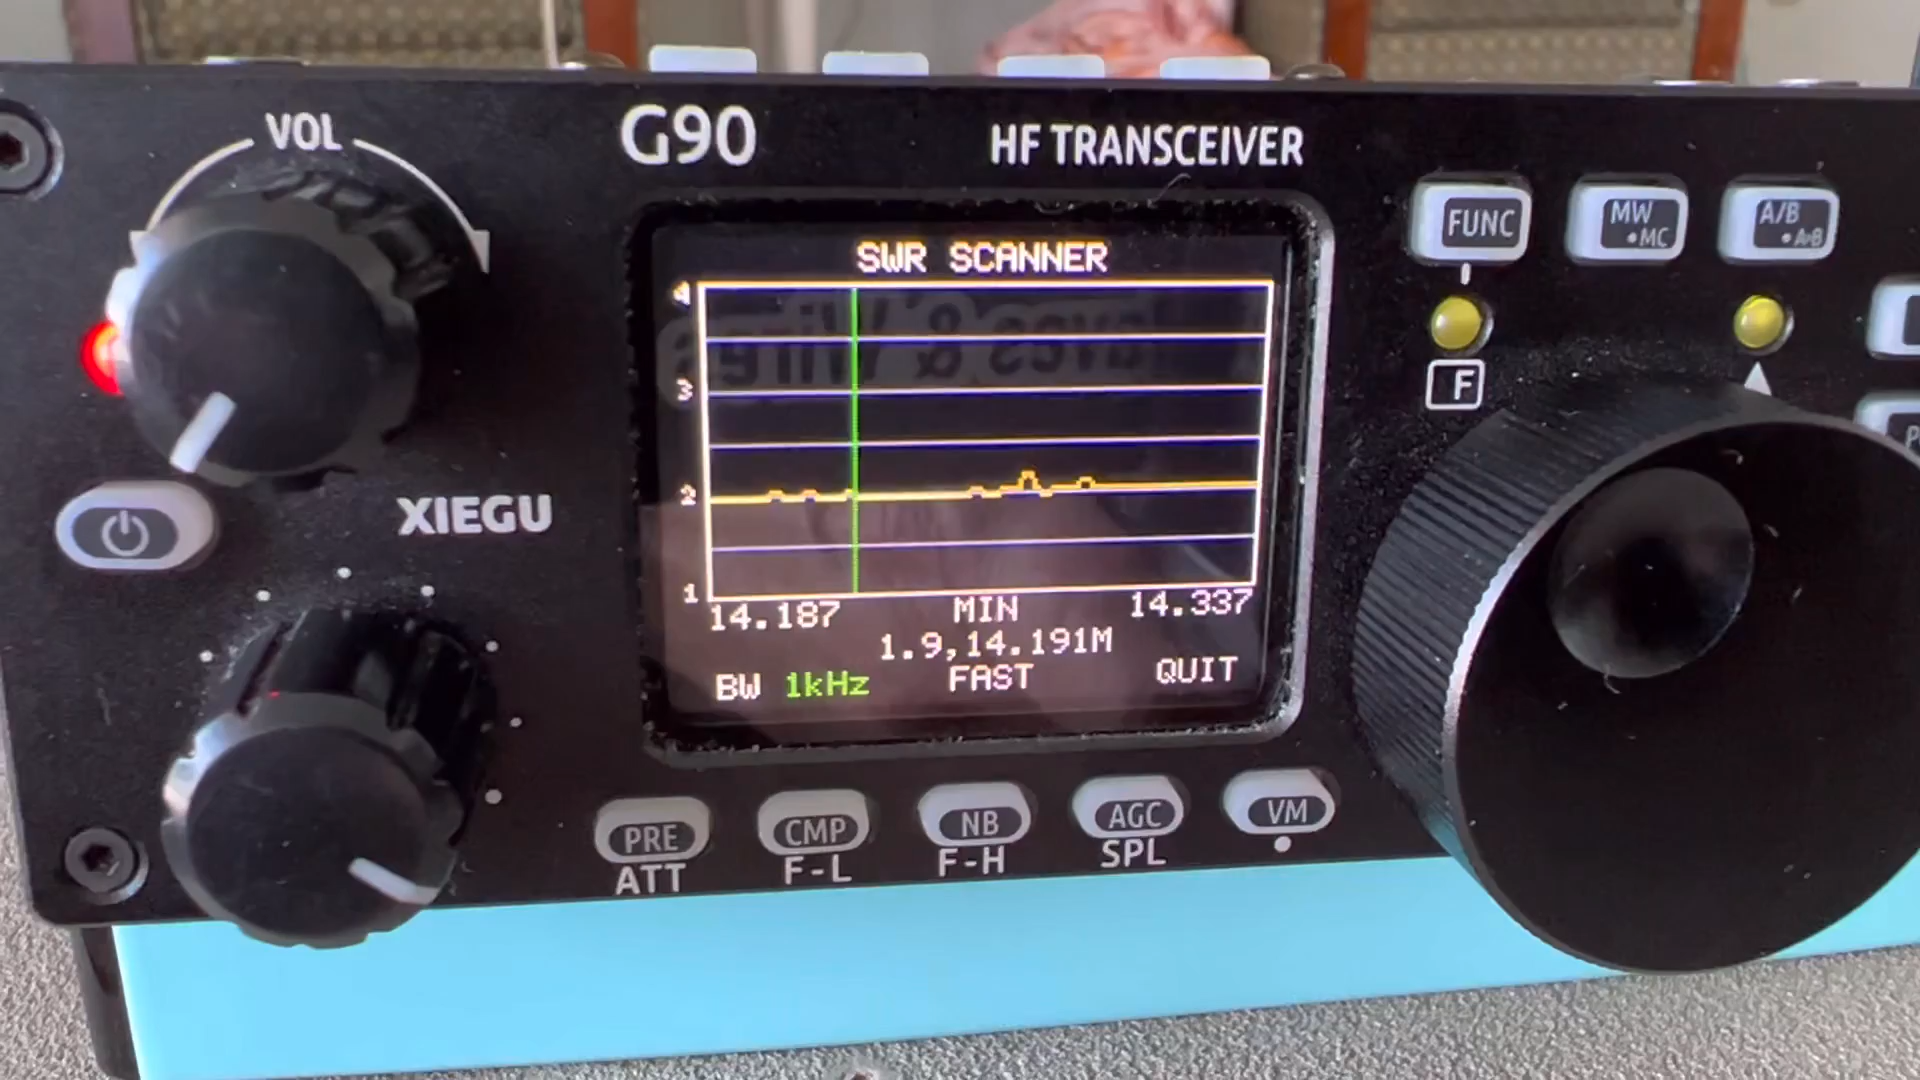 VOL
G90
HF TRANSCEIVER
FUNC
MW
•MC
A/B
F
SWR SCANNER
4
3
2
1
14.187
MIN
14.337
1.9,14.191M
BW 1kHz
FAST
QUIT
XIEGU
PRE
CMP
NB
AGC
VM
ATT
F-L
F-H
SPL